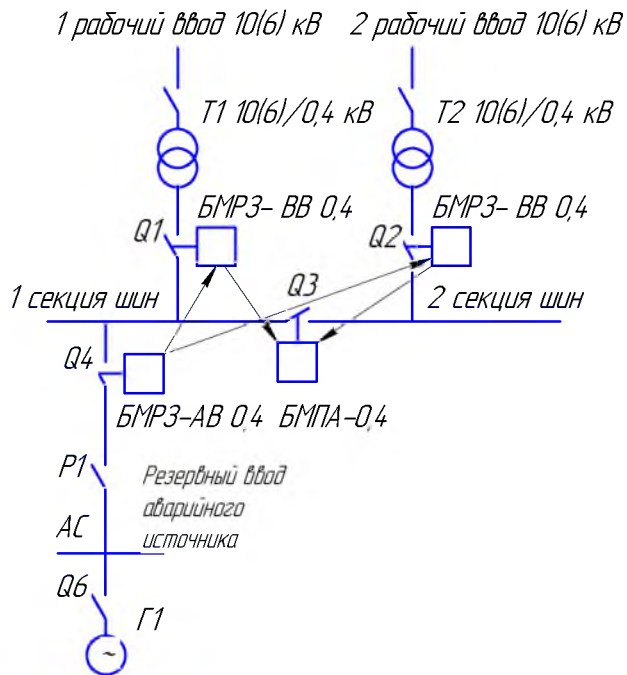 1 рабочий ввод 10(6) кВ
2 рабочий ввод 10(6) кВ
Т1 10(6)/0,4 кВ
Т2 10(6)/0,4 кВ
БМРЗ- ВВ 0,4
БМРЗ- ВВ 0,4
Q1
Q2
Q3
1 секция шин
2 секция шин
Q4
БМРЗ-АВ 0,4
БМПА-0,4
Р1
Резервный ввод
аварийного
источника
АС
Q6
Г1
~